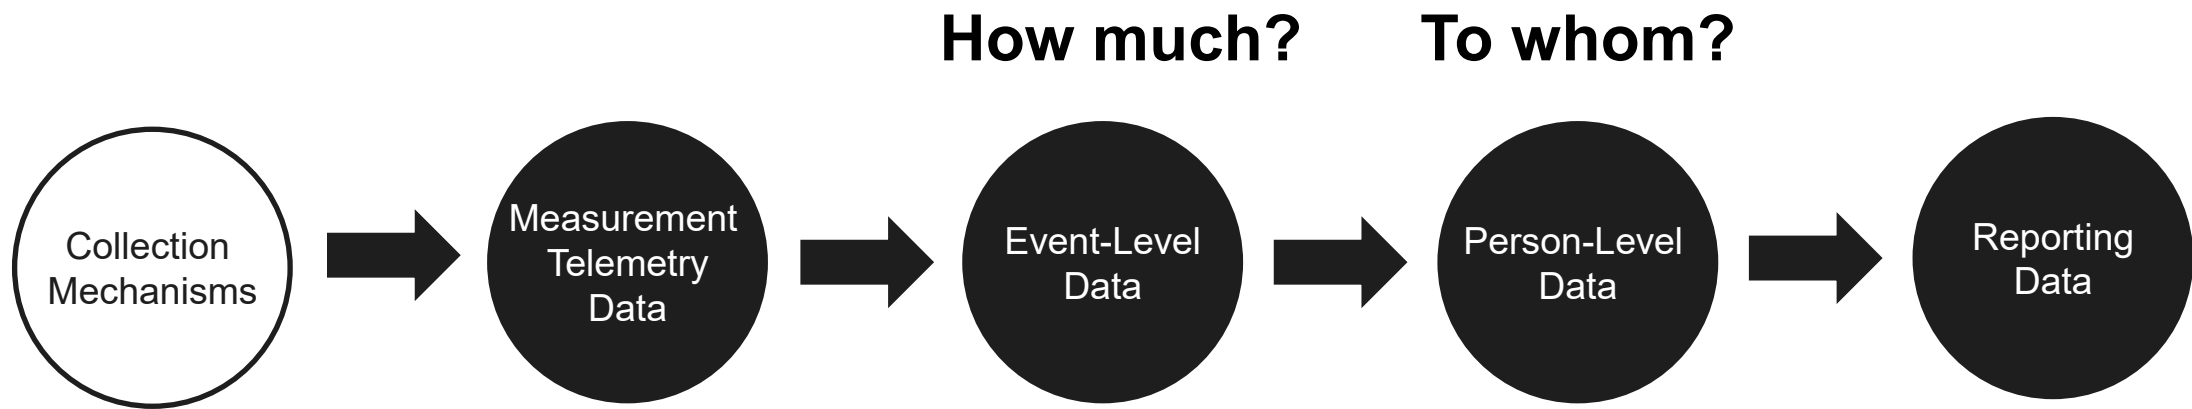 How much?
To whom?
Collection
Mechanisms
Measurement
Telemetry
Data
Event-Level
Data
Person-Level
Data
Reporting
Data